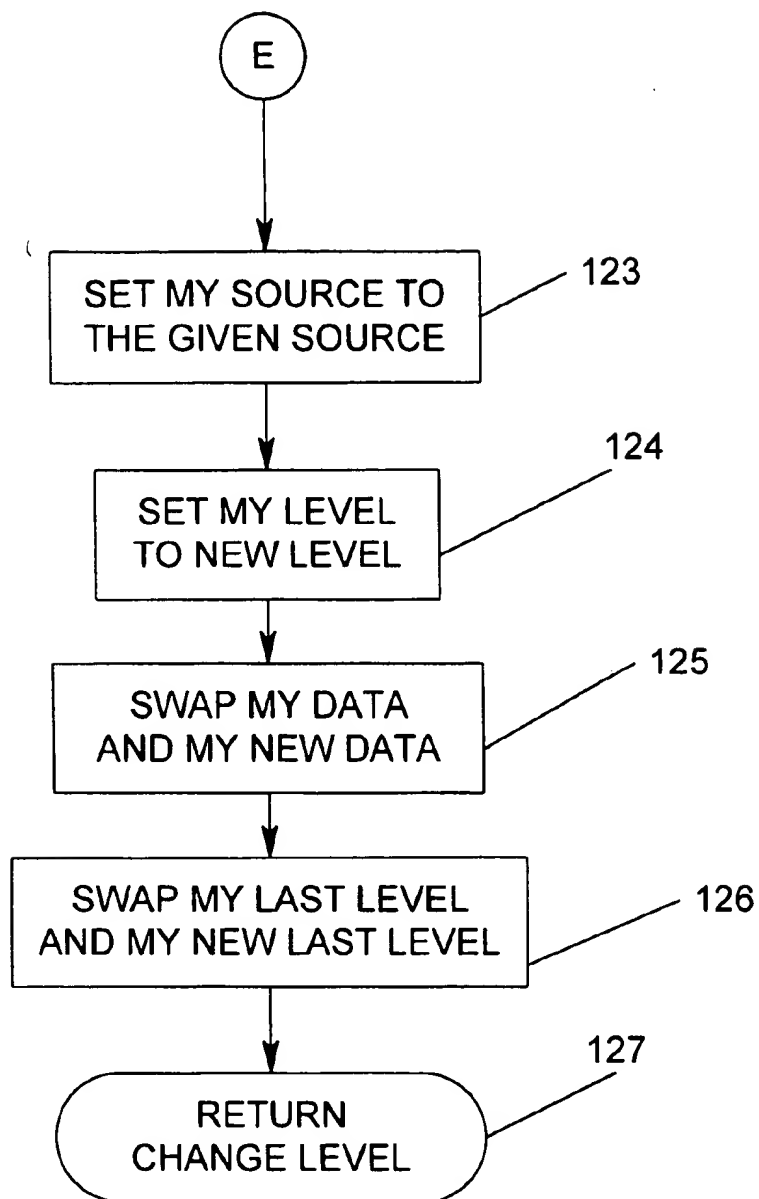 E
SET MY SOURCE TO
THE GIVEN SOURCE
123
SET MY LEVEL
TO NEW LEVEL
124
SWAP MY DATA
AND MY NEW DATA
125
SWAP MY LAST LEVEL
AND MY NEW LAST LEVEL
126
RETURN
CHANGE LEVEL
127